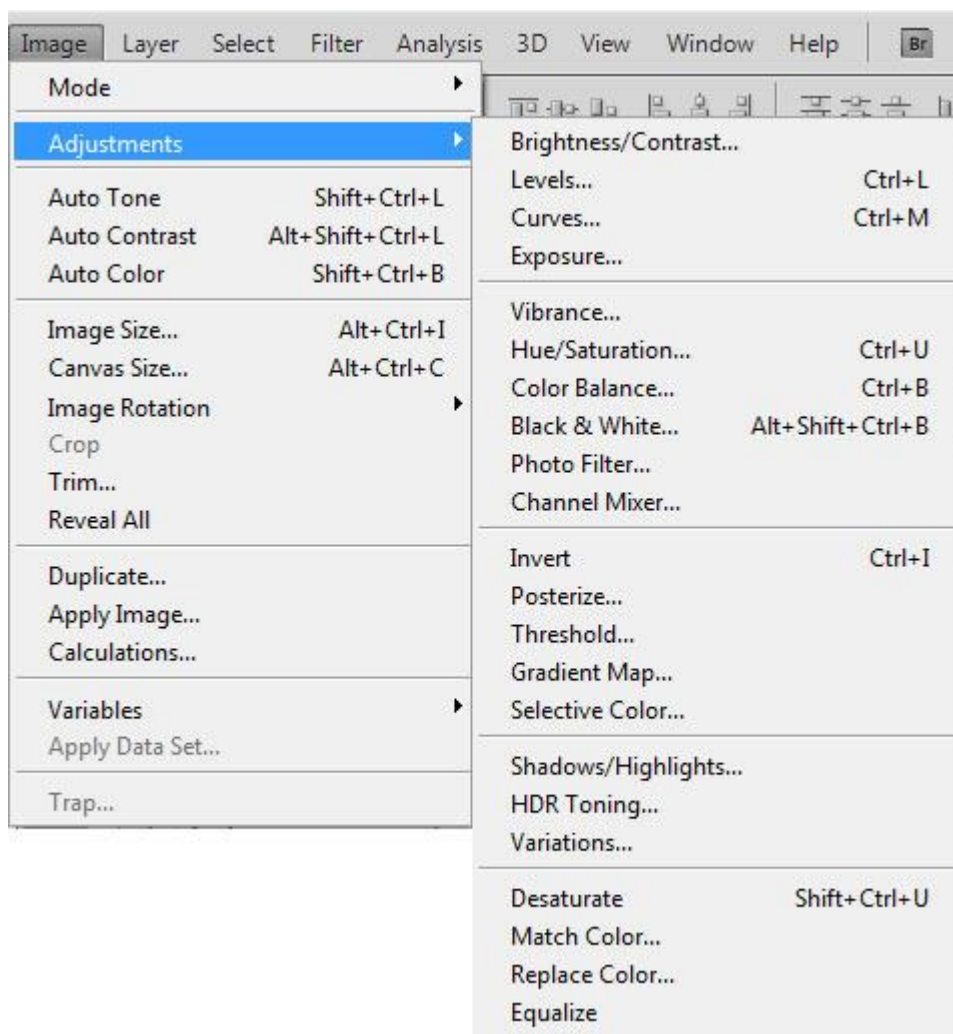 Image Layer Select Filter Analysis 3D View Window Help Br
Mode
Adjustments
Auto Tone Shift+Ctrl+L
Auto Contrast Alt+Shift+Ctrl+L
Auto Color Shift+Ctrl+B
Image Size... Alt+Ctrl+I
Canvas Size... Alt+Ctrl+C
Image Rotation
Crop
Trim...
Reveal All
Duplicate...
Apply Image...
Calculations...
Variables
Apply Data Set...
Trap...
Brightness/Contrast...
Levels... Ctrl+L
Curves... Ctrl+M
Exposure...
Vibrance...
Hue/Saturation... Ctrl+U
Color Balance... Ctrl+B
Black & White... Alt+Shift+Ctrl+B
Photo Filter...
Channel Mixer...
Invert Ctrl+I
Posterize...
Threshold...
Gradient Map...
Selective Color...
Shadows/Highlights...
HDR Toning...
Variations...
Desaturate Shift+Ctrl+U
Match Color...
Replace Color...
Equalize